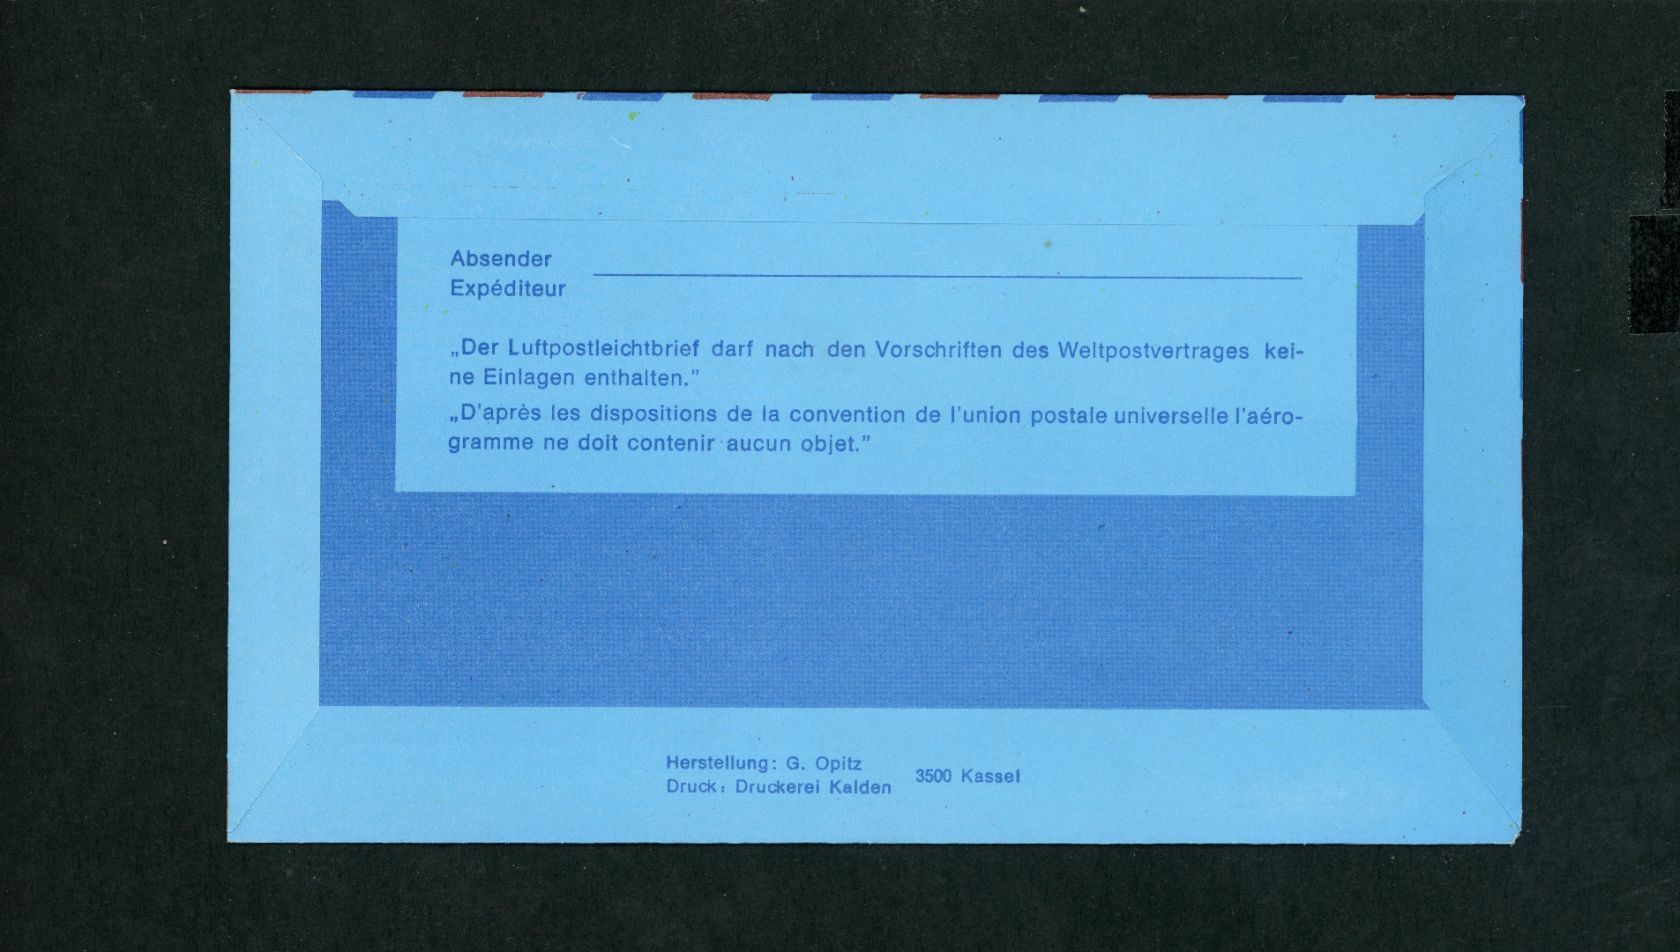 Absender
Expéditeur
„Der Luftpostleichtbrief darf nach den Vorschriften des Weltpostvertrages kei-
ne Einlagen enthalten.”
„D'après les dispositions de la convention de l'union postale universelle l'aéro-
gramme ne doit contenir aucun objet.”
Herstellung: G. Opitz
Druck: Druckerei Kalden
3500 Kassel